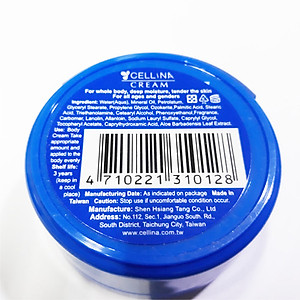 CELLINA
CREAM
For whole body, deep moisture, tender the skin
For all ages and genders
Ingredient: Water(Aqua), Mineral Oil, Petrolatum,
Glyceryl Stearate, Propylene Glycol, Ozokerite, Palmitic, Stearic
Acid, Triethanolamine, Cetearyl Alcohol, Phenoxyethanol, Fragrance,
Carbomer, Lanolin, Allantoin, Sodium Lauryl Sulfate, Caprylyl Glycol,
Tocopheryl Acetate, Caprylhydroxamic Acid, Aloe Barbadensis Leaf Extract.
Use: Body
Cream Take
appropriate
amount and
applied to the
body evenly
Shelf life:
3 years
(keep in
a cool
place)
4 710221 310128
Manufacturing Date: As indicated on package Made In
Taiwan Caution: Stop use if uncomfortable condition occur.
Manufacture: Shen Hsiang Tang Co., Ltd
Address: No.112, Sec.1, Jianguo South Rd.,
South District, Taichung City, Taiwan
www.cellina.com.tw